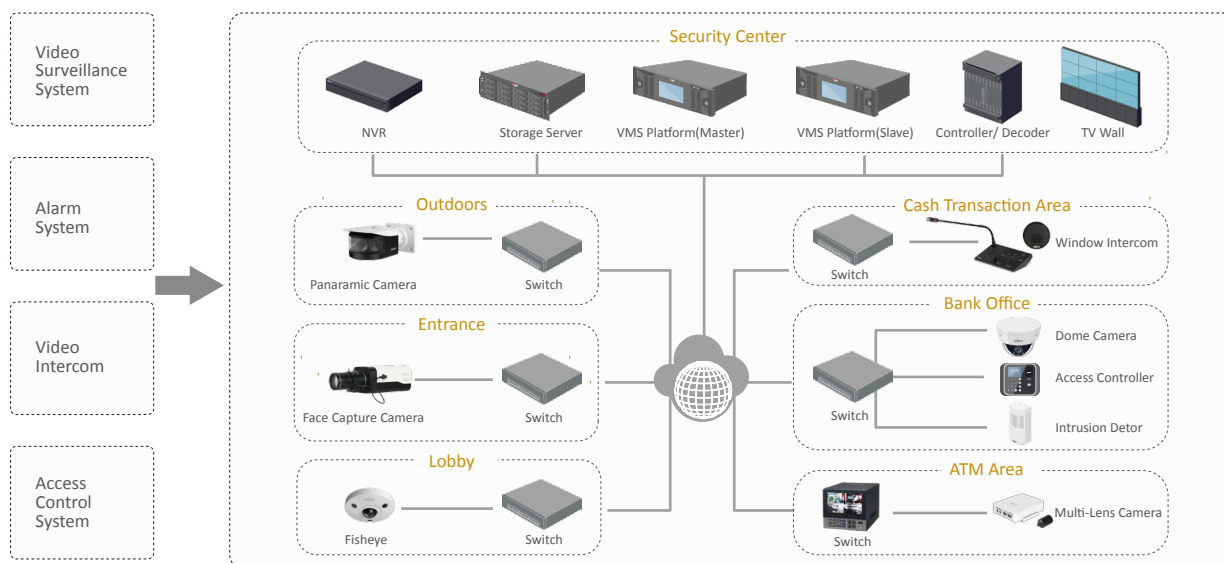 Video
Surveillance
System
Alarm
System
Video
Intercom
Access
Control
System
Security Center
NVR
Storage Server
VMS Platform(Master)
VMS Platform(Slave)
Controller/ Decoder
TV Wall
Outdoors
Panaramic Camera
Switch
Entrance
Face Capture Camera
Switch
Lobby
Fisheye
Switch
Cash Transaction Area
Switch
Window Intercom
Bank Office
Dome Camera
Access Controller
Switch
Intrusion Detor
ATM Area
Switch
Multi-Lens Camera